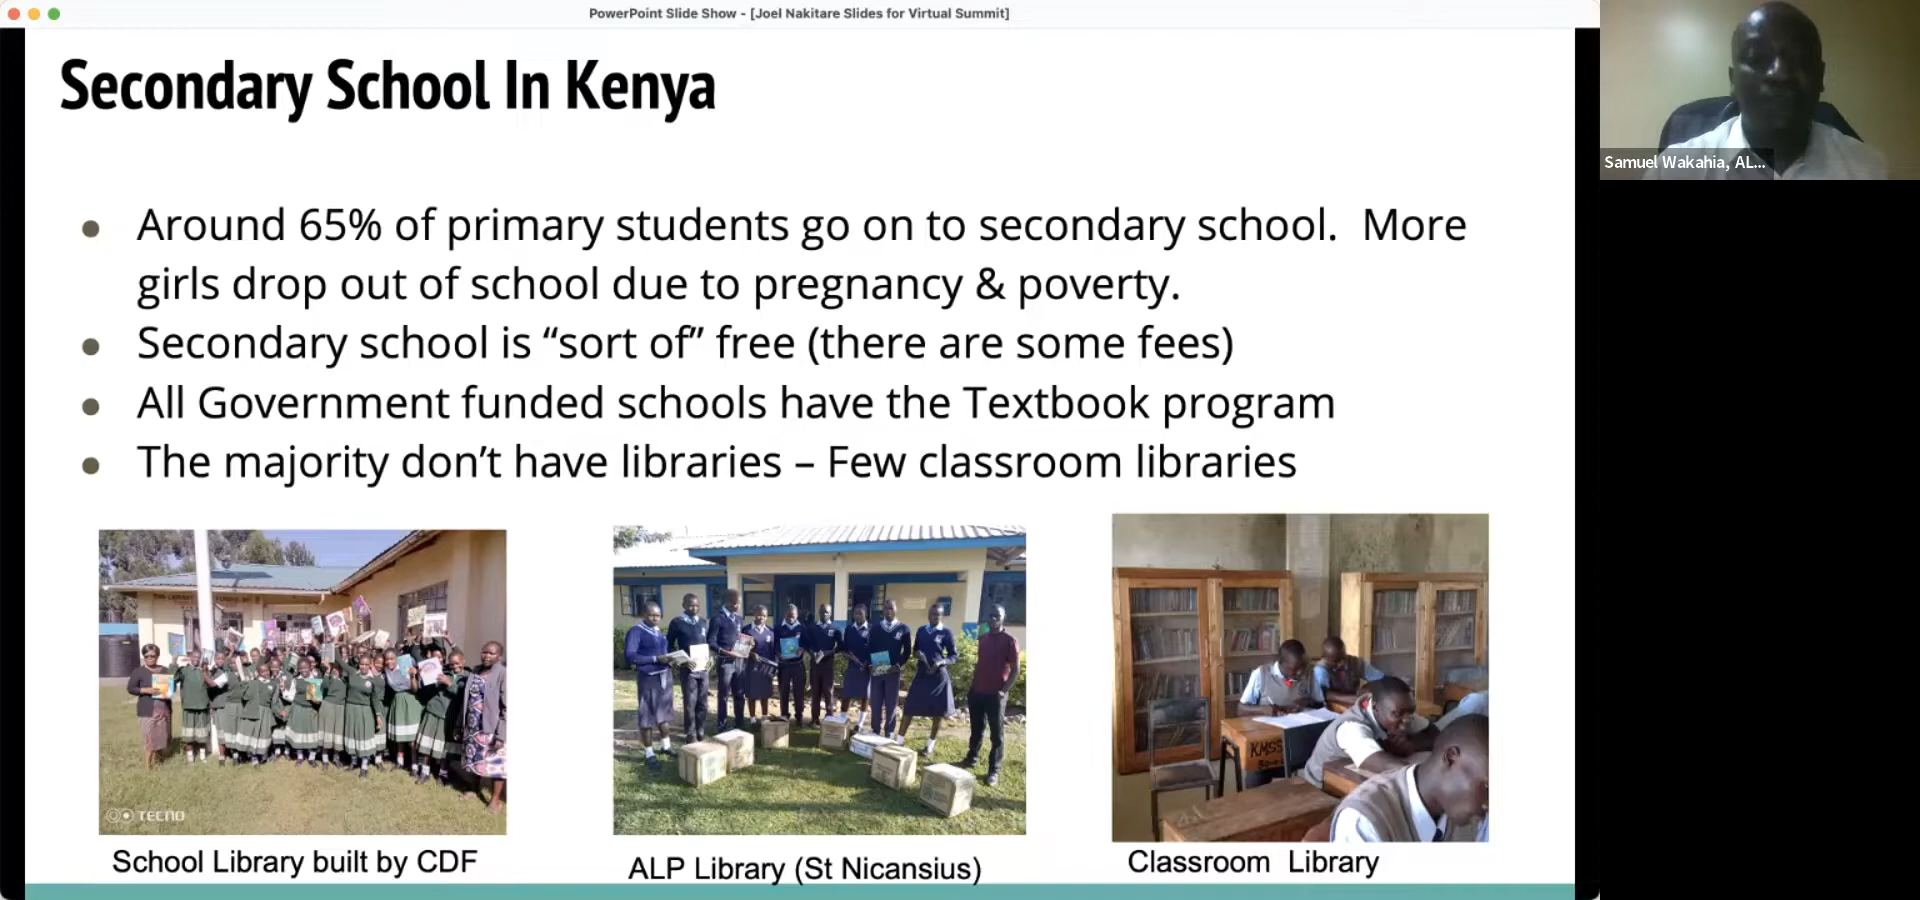 PowerPoint Slide Show - [Joel Nakitare Slides for Virtual Summit]
Secondary School In Kenya
Samuel Wakahia, AL...
● Around 65% of primary students go on to secondary school.  More
girls drop out of school due to pregnancy & poverty.
● Secondary school is “sort of” free (there are some fees)
● All Government funded schools have the Textbook program
● The majority don’t have libraries – Few classroom libraries
KMSS
TECNO
School Library built by CDF
ALP Library (St Nicansius)
Classroom  Library